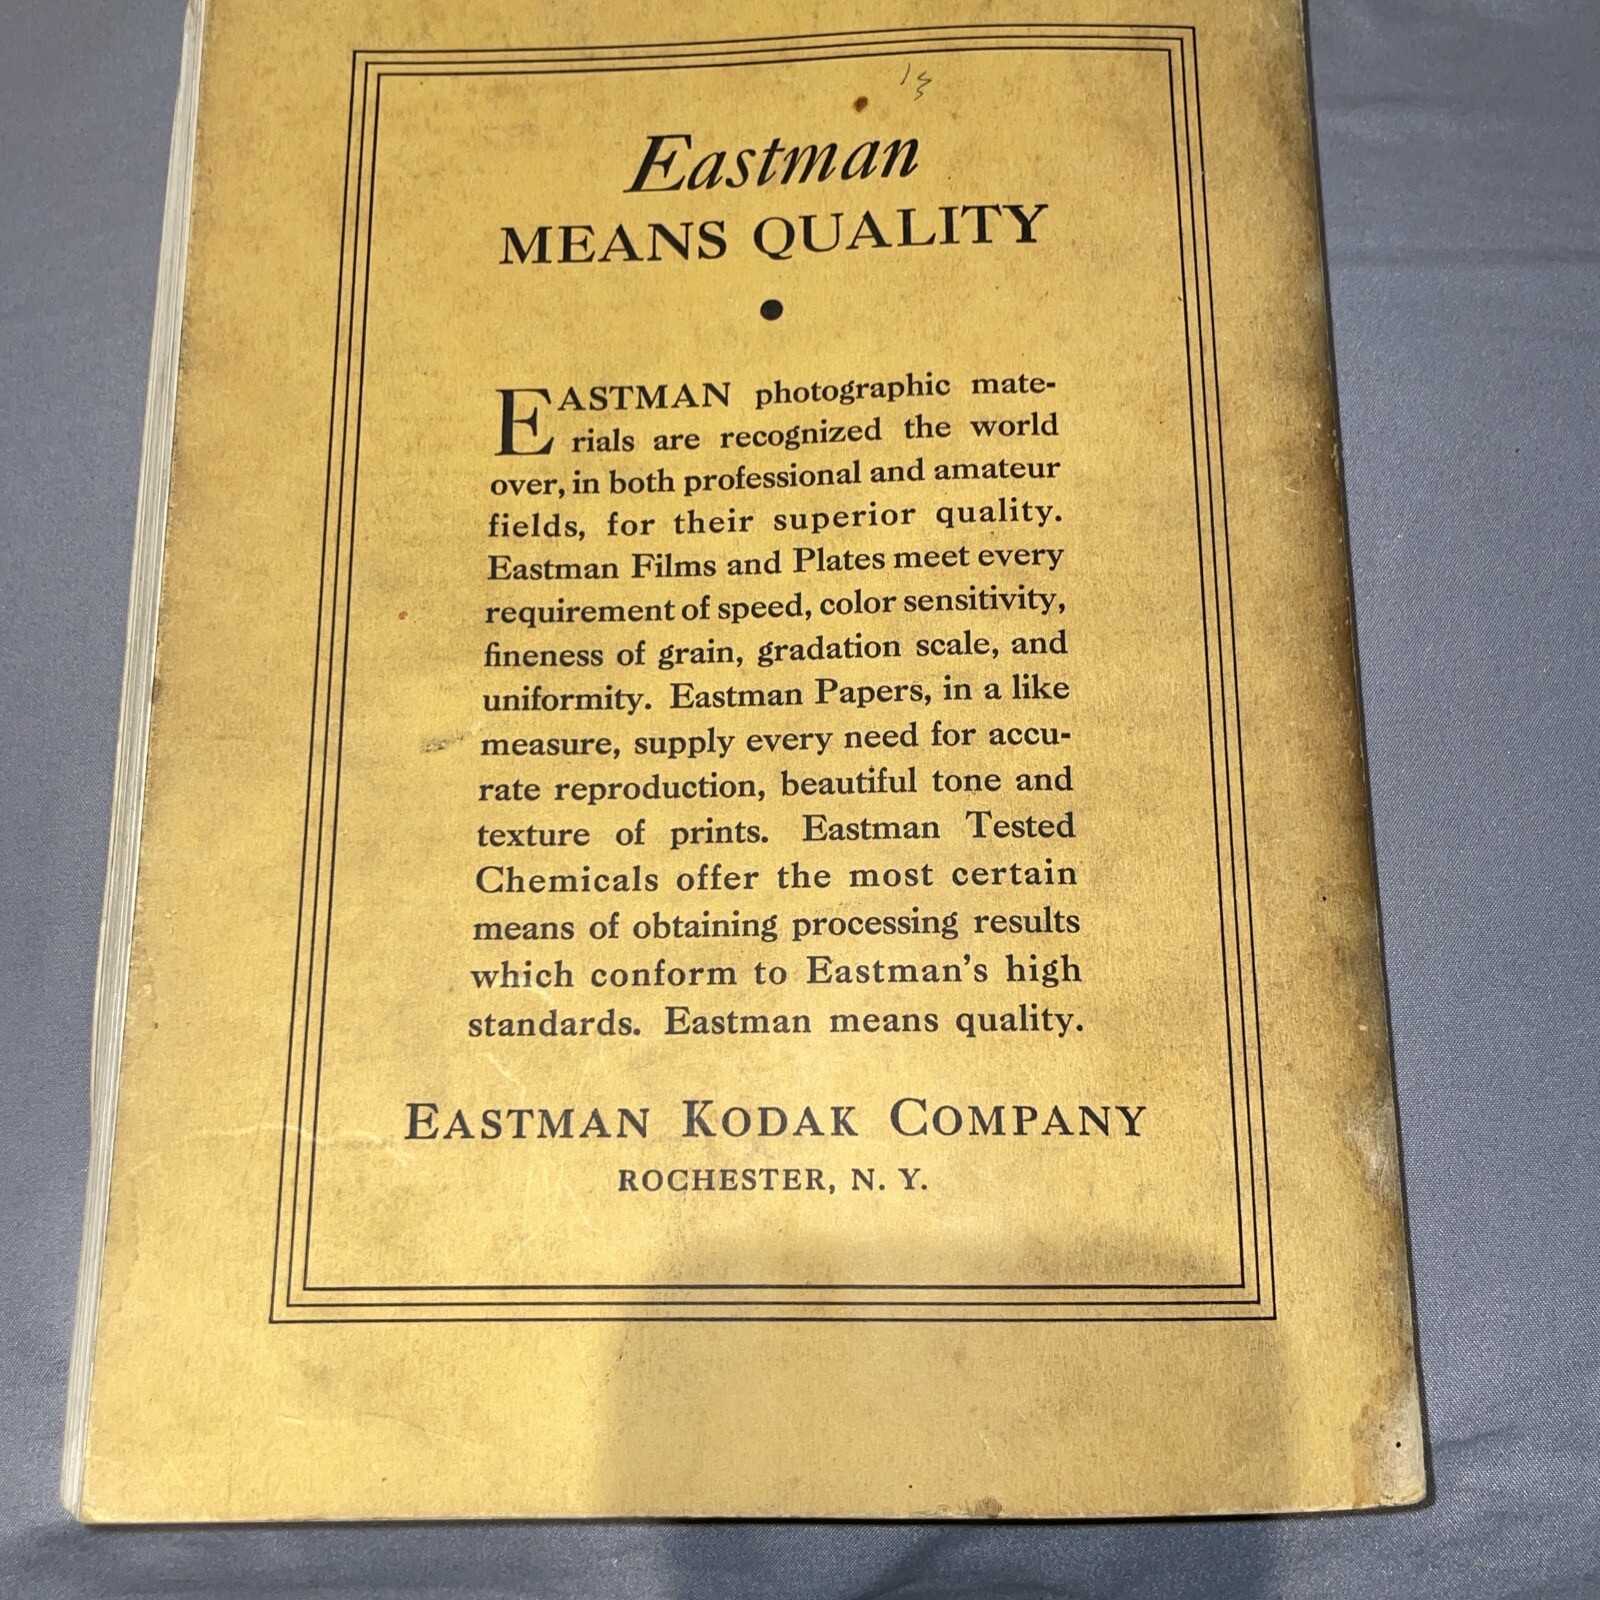 Eastman
MEANS QUALITY
EASTMAN photographic mate-
rials are recognized the world
over, in both professional and amateur
fields, for their superior quality.
Eastman Films and Plates meet every
requirement of speed, color sensitivity,
fineness of grain, gradation scale, and
uniformity. Eastman Papers, in a like
measure, supply every need for accu-
rate reproduction, beautiful tone and
texture of prints. Eastman Tested
Chemicals offer the most certain
means of obtaining processing results
which conform to Eastman's high
standards. Eastman means quality.
EASTMAN KODAK COMPANY
ROCHESTER, N. Y.